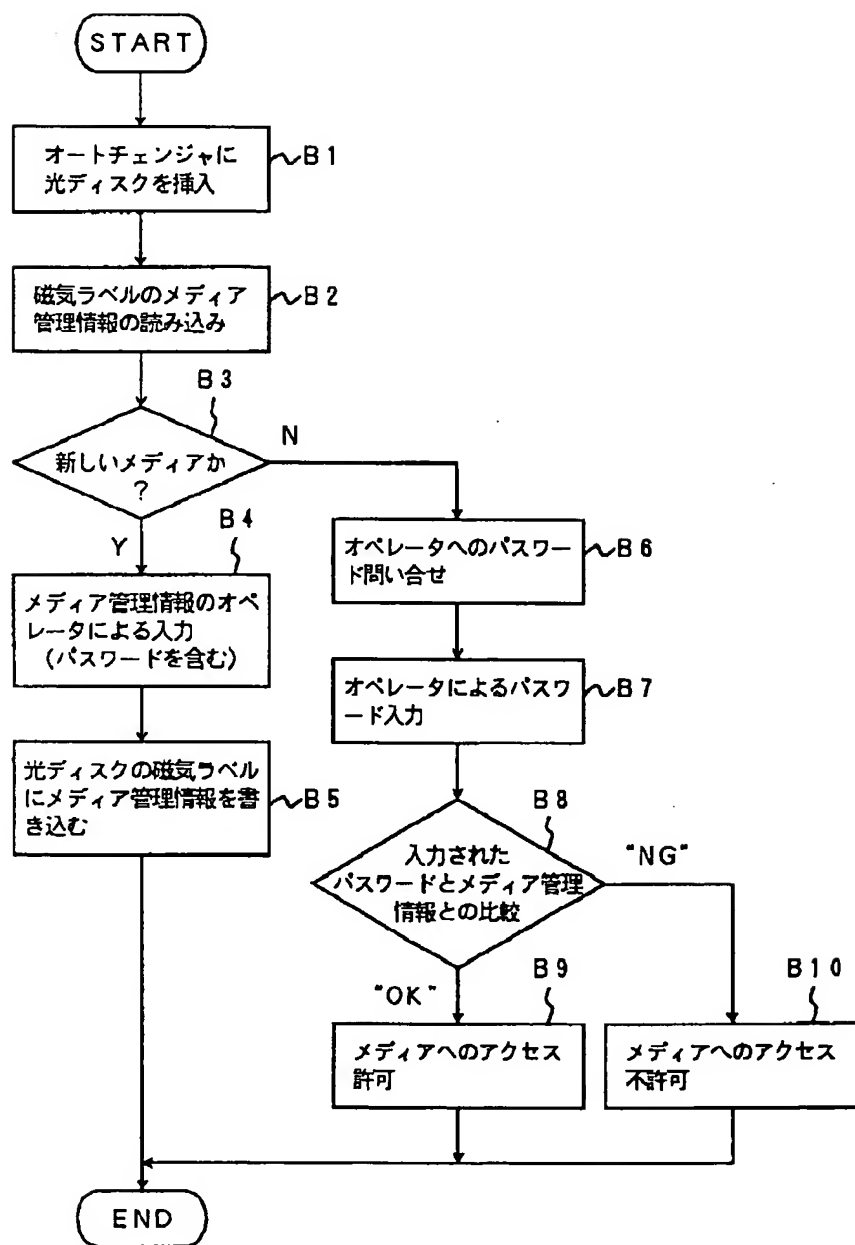 START
オートチェンジャに
光ディスクを挿入
B1
磁気ラベルのメディア
管理情報の読み込み
B2
B3
新しいメディアか
?
N
Y
B4
メディア管理情報のオペ
レータによる入力
(パスワードを含む)
光ディスクの磁気ラベル
にメディア管理情報を書
き込む
B5
オペレータへのパスワー
ド問い合せ
B6
オペレータによるパスワ
ード入力
B7
B8
入力された
パスワードとメディア管理
情報との比較
"NG"
"OK"
B9
メディアへのアクセス
許可
B10
メディアへのアクセス
不許可
END